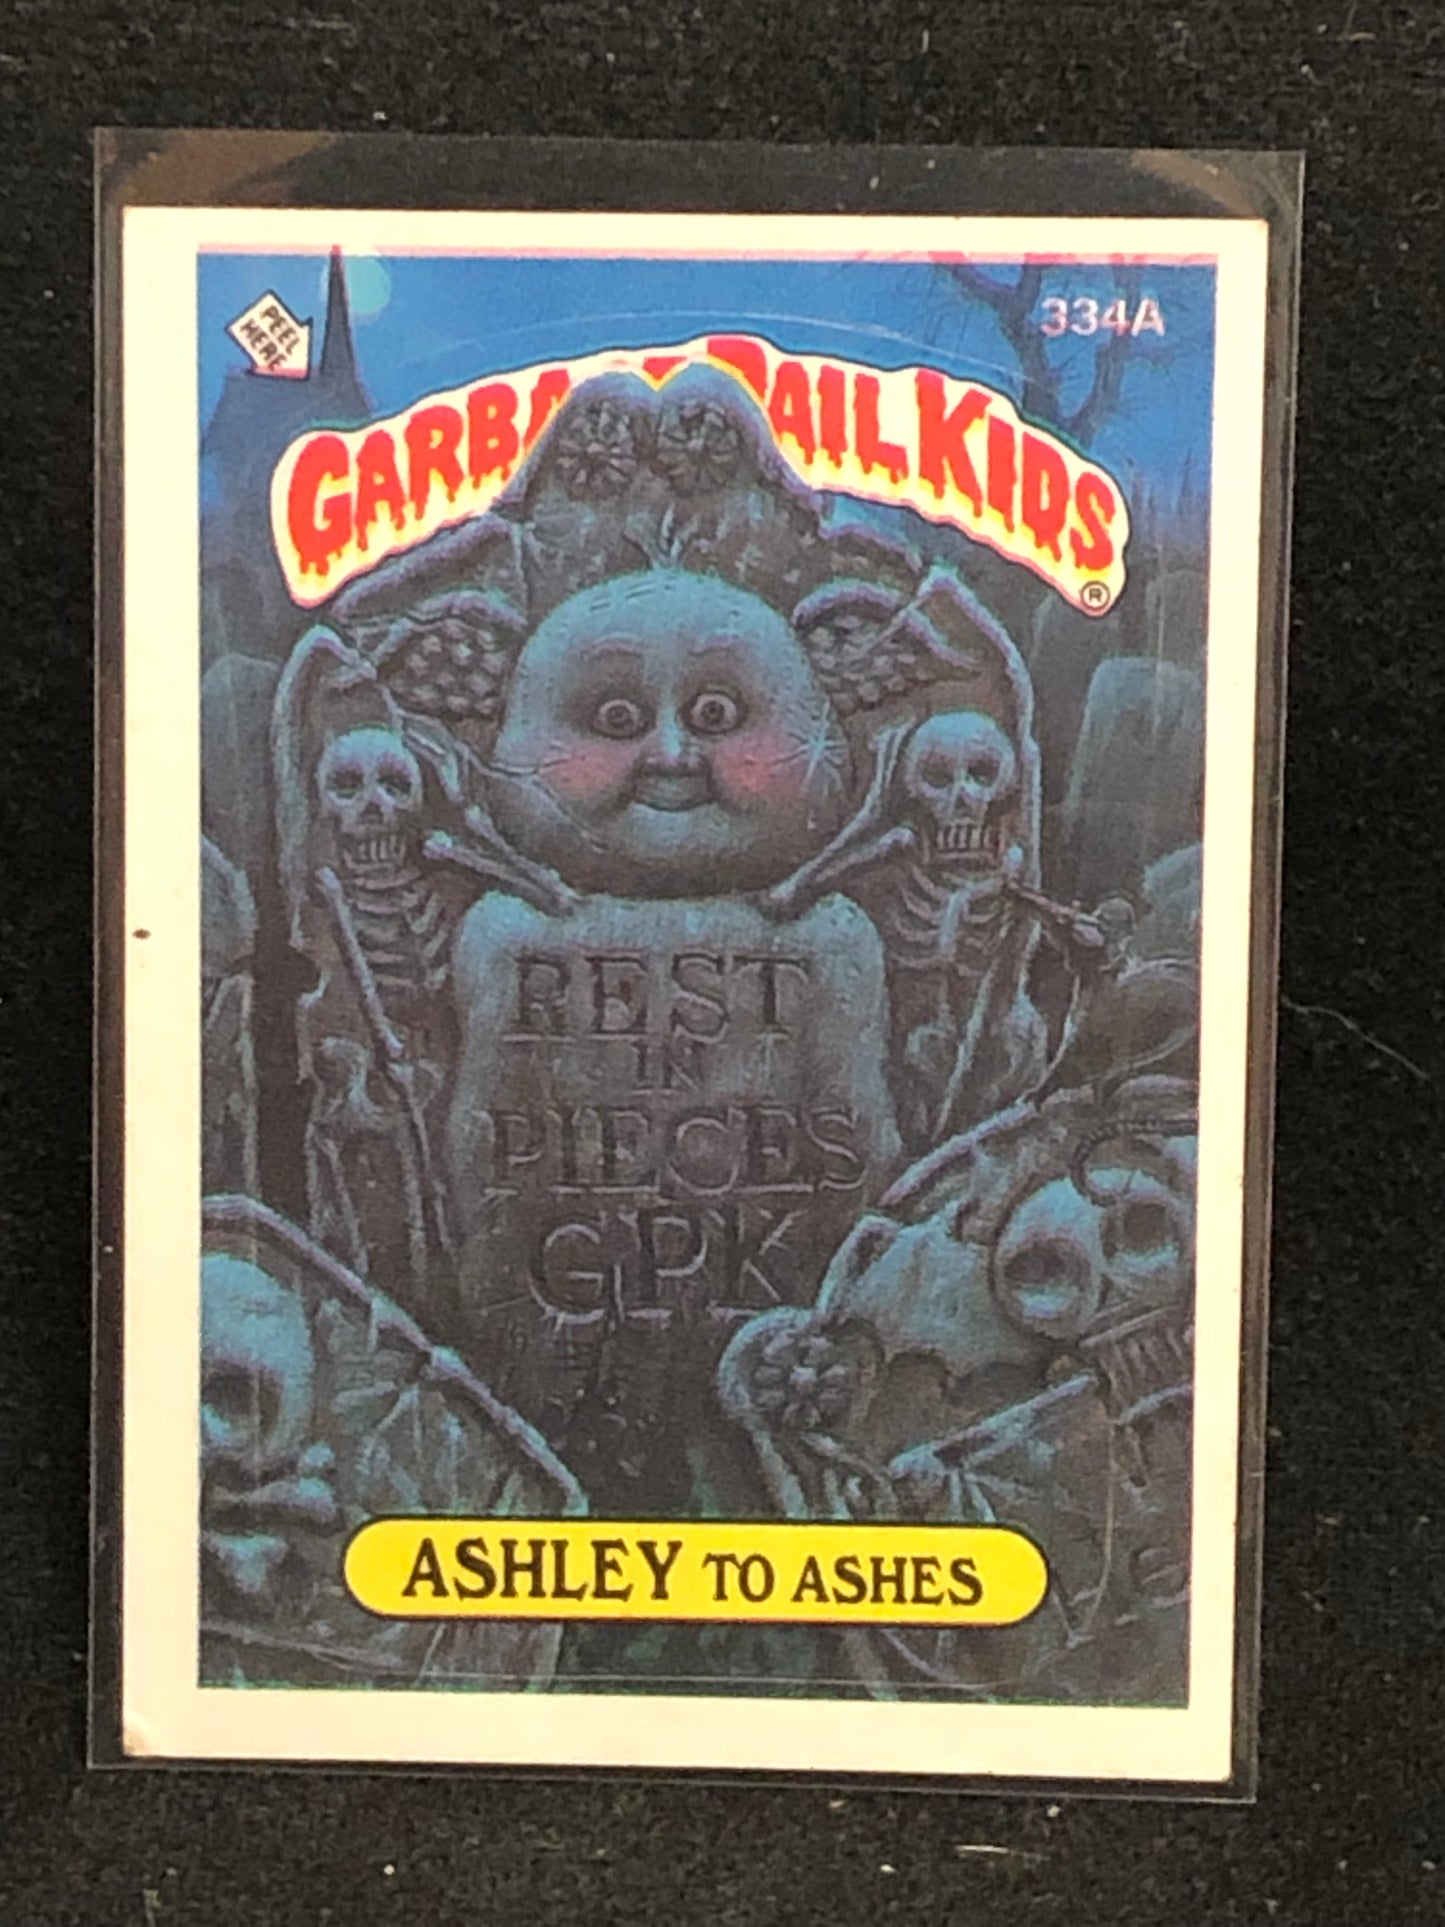 PEEL
HERE
334A
GARBAGE PAIL KIDS
®
REST
IN
PIECES
GPK
ASHLEY TO ASHES